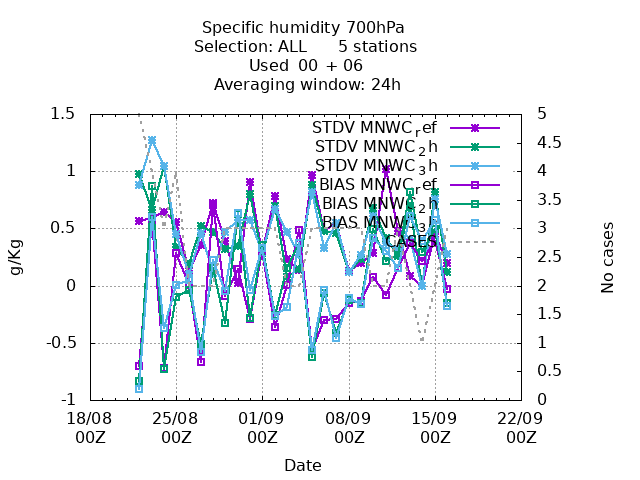 Specific humidity 700hPa
Selection: ALL 5 stations
Used 00 + 06
Averaging window: 24h
STDV MNWC_ref
STDV MNWC_2h
STDV MNWC_3h
BIAS MNWC_ref
BIAS MNWC_2h
BIAS MNWC_3h
CASES
1.5
1
0.5
0
-0.5
-1
g/Kg
5
4.5
4
3.5
3
2.5
2
1.5
1
0.5
0
No cases
18/08 25/08 01/09 08/09 15/09 22/09
00Z 00Z 00Z 00Z 00Z 00Z
Date